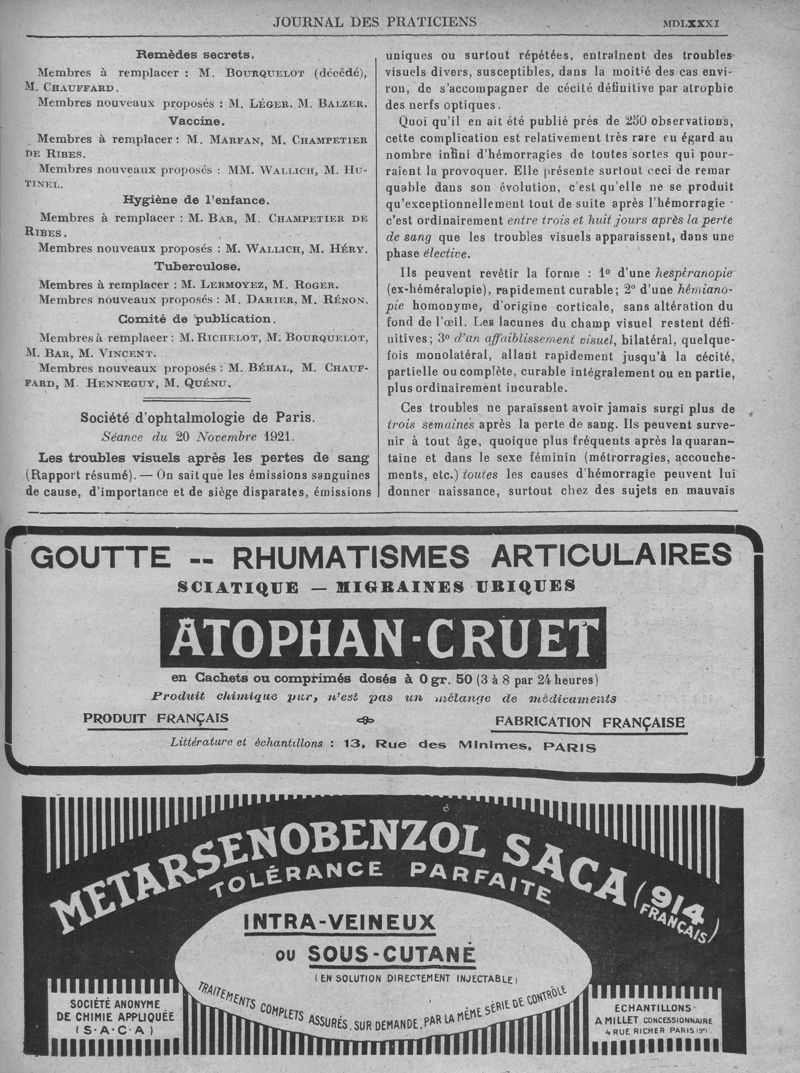 JOURNAL DES PRATICIENS MDLXXXI
Remèdes secrets.
Membres à remplacer : M. BOURQUELOT (décédé),
M. CHAUFFARD.
Membres nouveaux proposés : M. LÉGER. M. BALZER.
Vaccine.
Membres à remplacer : M. MARFAN, M. CHAMPETIER
DE RIBES.
Membres nouveaux proposés : MM. WALLICH, M. HU-
TINEL.
Hygiène de l'enfance.
Membres à remplacer : M. BAR, M. CHAMPETIER DE
RIBES.
Membres nouveaux proposés : M. WALLICH, M. HÉRY.
Tuberculose.
Membres à remplacer : M. LERMOYEZ, M. ROGER.
Membres nouveaux proposés : M. DARIER, M. RÉNON.
Comité de publication.
Membres à remplacer : M. RICHELOT, M. BOURQUELOT,
M. BAR, M. VINCENT.
Membres nouveaux proposés : M. BÉHAL, M. CHAUF-
FARD, M. HENNEGUY, M. QUÉNU.
Société d'ophtalmologie de Paris.
Séance du 20 Novembre 1921.
Les troubles visuels après les pertes de sang
(Rapport résumé). — On sait que les émissions sanguines
de cause, d'importance et de siège disparates, émissions
uniques ou surtout répétées, entraînent des troubles
visuels divers, susceptibles, dans la moitié des cas envi-
ron, de s'accompagner de cécité définitive par atrophie
des nerfs optiques.
Quoi qu'il en ait été publié près de 250 observations,
cette complication est relativement très rare eu égard au
nombre infini d'hémorragies de toutes sortes qui pour-
raient la provoquer. Elle présente surtout ceci de remar
quable dans son évolution, c'est qu'elle ne se produit
qu'exceptionnellement tout de suite après l'hémorragie ·
c'est ordinairement entre trois et huit jours après la perte
de sang que les troubles visuels apparaissent, dans une
phase élective.
Ils peuvent revêtir la forme : 1° d'une hespéranopie
(ex-héméralopie), rapidement curable ; 2° d'une hémiano-
pie homonyme, d'origine corticale, sans altération du
fond de l'œil. Les lacunes du champ visuel restent défi-
nitives ; 3° d'un affaiblissement visuel, bilatéral, quelque-
fois monolatéral, allant rapidement jusqu'à la cécité,
partielle ou complète, curable intégralement ou en partie,
plus ordinairement incurable.
Ces troubles ne paraissent avoir jamais surgi plus de
trois semaines après la perte de sang. Ils peuvent surve-
nir à tout âge, quoique plus fréquents après la quaran-
taine et dans le sexe féminin (métrorragies, accouche-
ments, etc.) toutes les causes d'hémorragie peuvent lui
donner naissance, surtout chez des sujets en mauvais
GOUTTE -- RHUMATISMES ARTICULAIRES
SCIATIQUE — MIGRAINES URIQUES
ATOPHAN-CRUET
en Cachets ou comprimés dosés à 0 gr. 50 (3 à 8 par 24 heures)
Produit chimique pur, n'est pas un mélange de médicaments
PRODUIT FRANÇAIS FABRICATION FRANÇAISE
Littérature et échantillons : 13, Rue des Minimes, PARIS
METARSENOBENZOL SACA (914 FRANÇAIS)
TOLÉRANCE PARFAITE
INTRA-VEINEUX
OU SOUS-CUTANÉ
(EN SOLUTION DIRECTEMENT INJECTABLE)
TRAITEMENTS COMPLETS ASSURÉS, SUR DEMANDE, PAR LA MÊME SÉRIE DE CONTRÔLE
SOCIÉTÉ ANONYME
DE CHIMIE APPLIQUÉE
(S·A·C·A)
ÉCHANTILLONS·
A MILLET CONCESSIONNAIRE
4 RUE RICHER PARIS (9e).